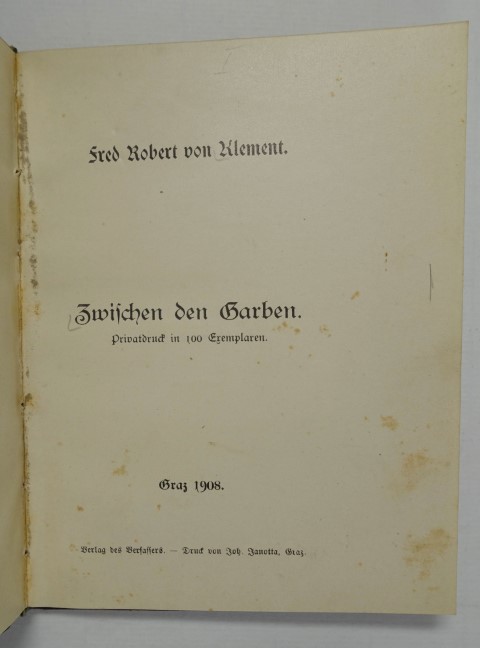 Fred Robert von Klement.
Zwischen den Garben.
Privatdruck in 100 Exemplaren.
Graz 1908.
Verlag des Verfassers. — Druck von Joh. Janotta, Graz.